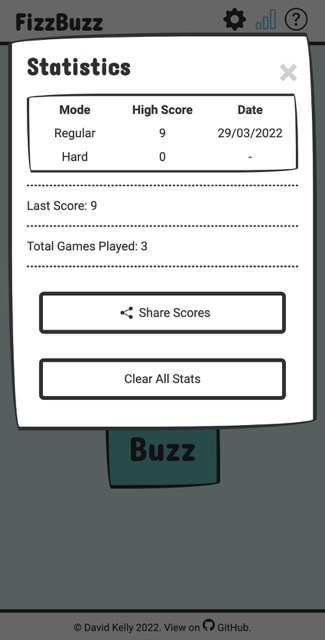 FizzBuzz
?
Statistics
×
Mode High Score Date
Regular 9 29/03/2022
Hard 0 -
Last Score: 9
Total Games Played: 3
Share Scores
Clear All Stats
Buzz
© David Kelly 2022. View on GitHub.